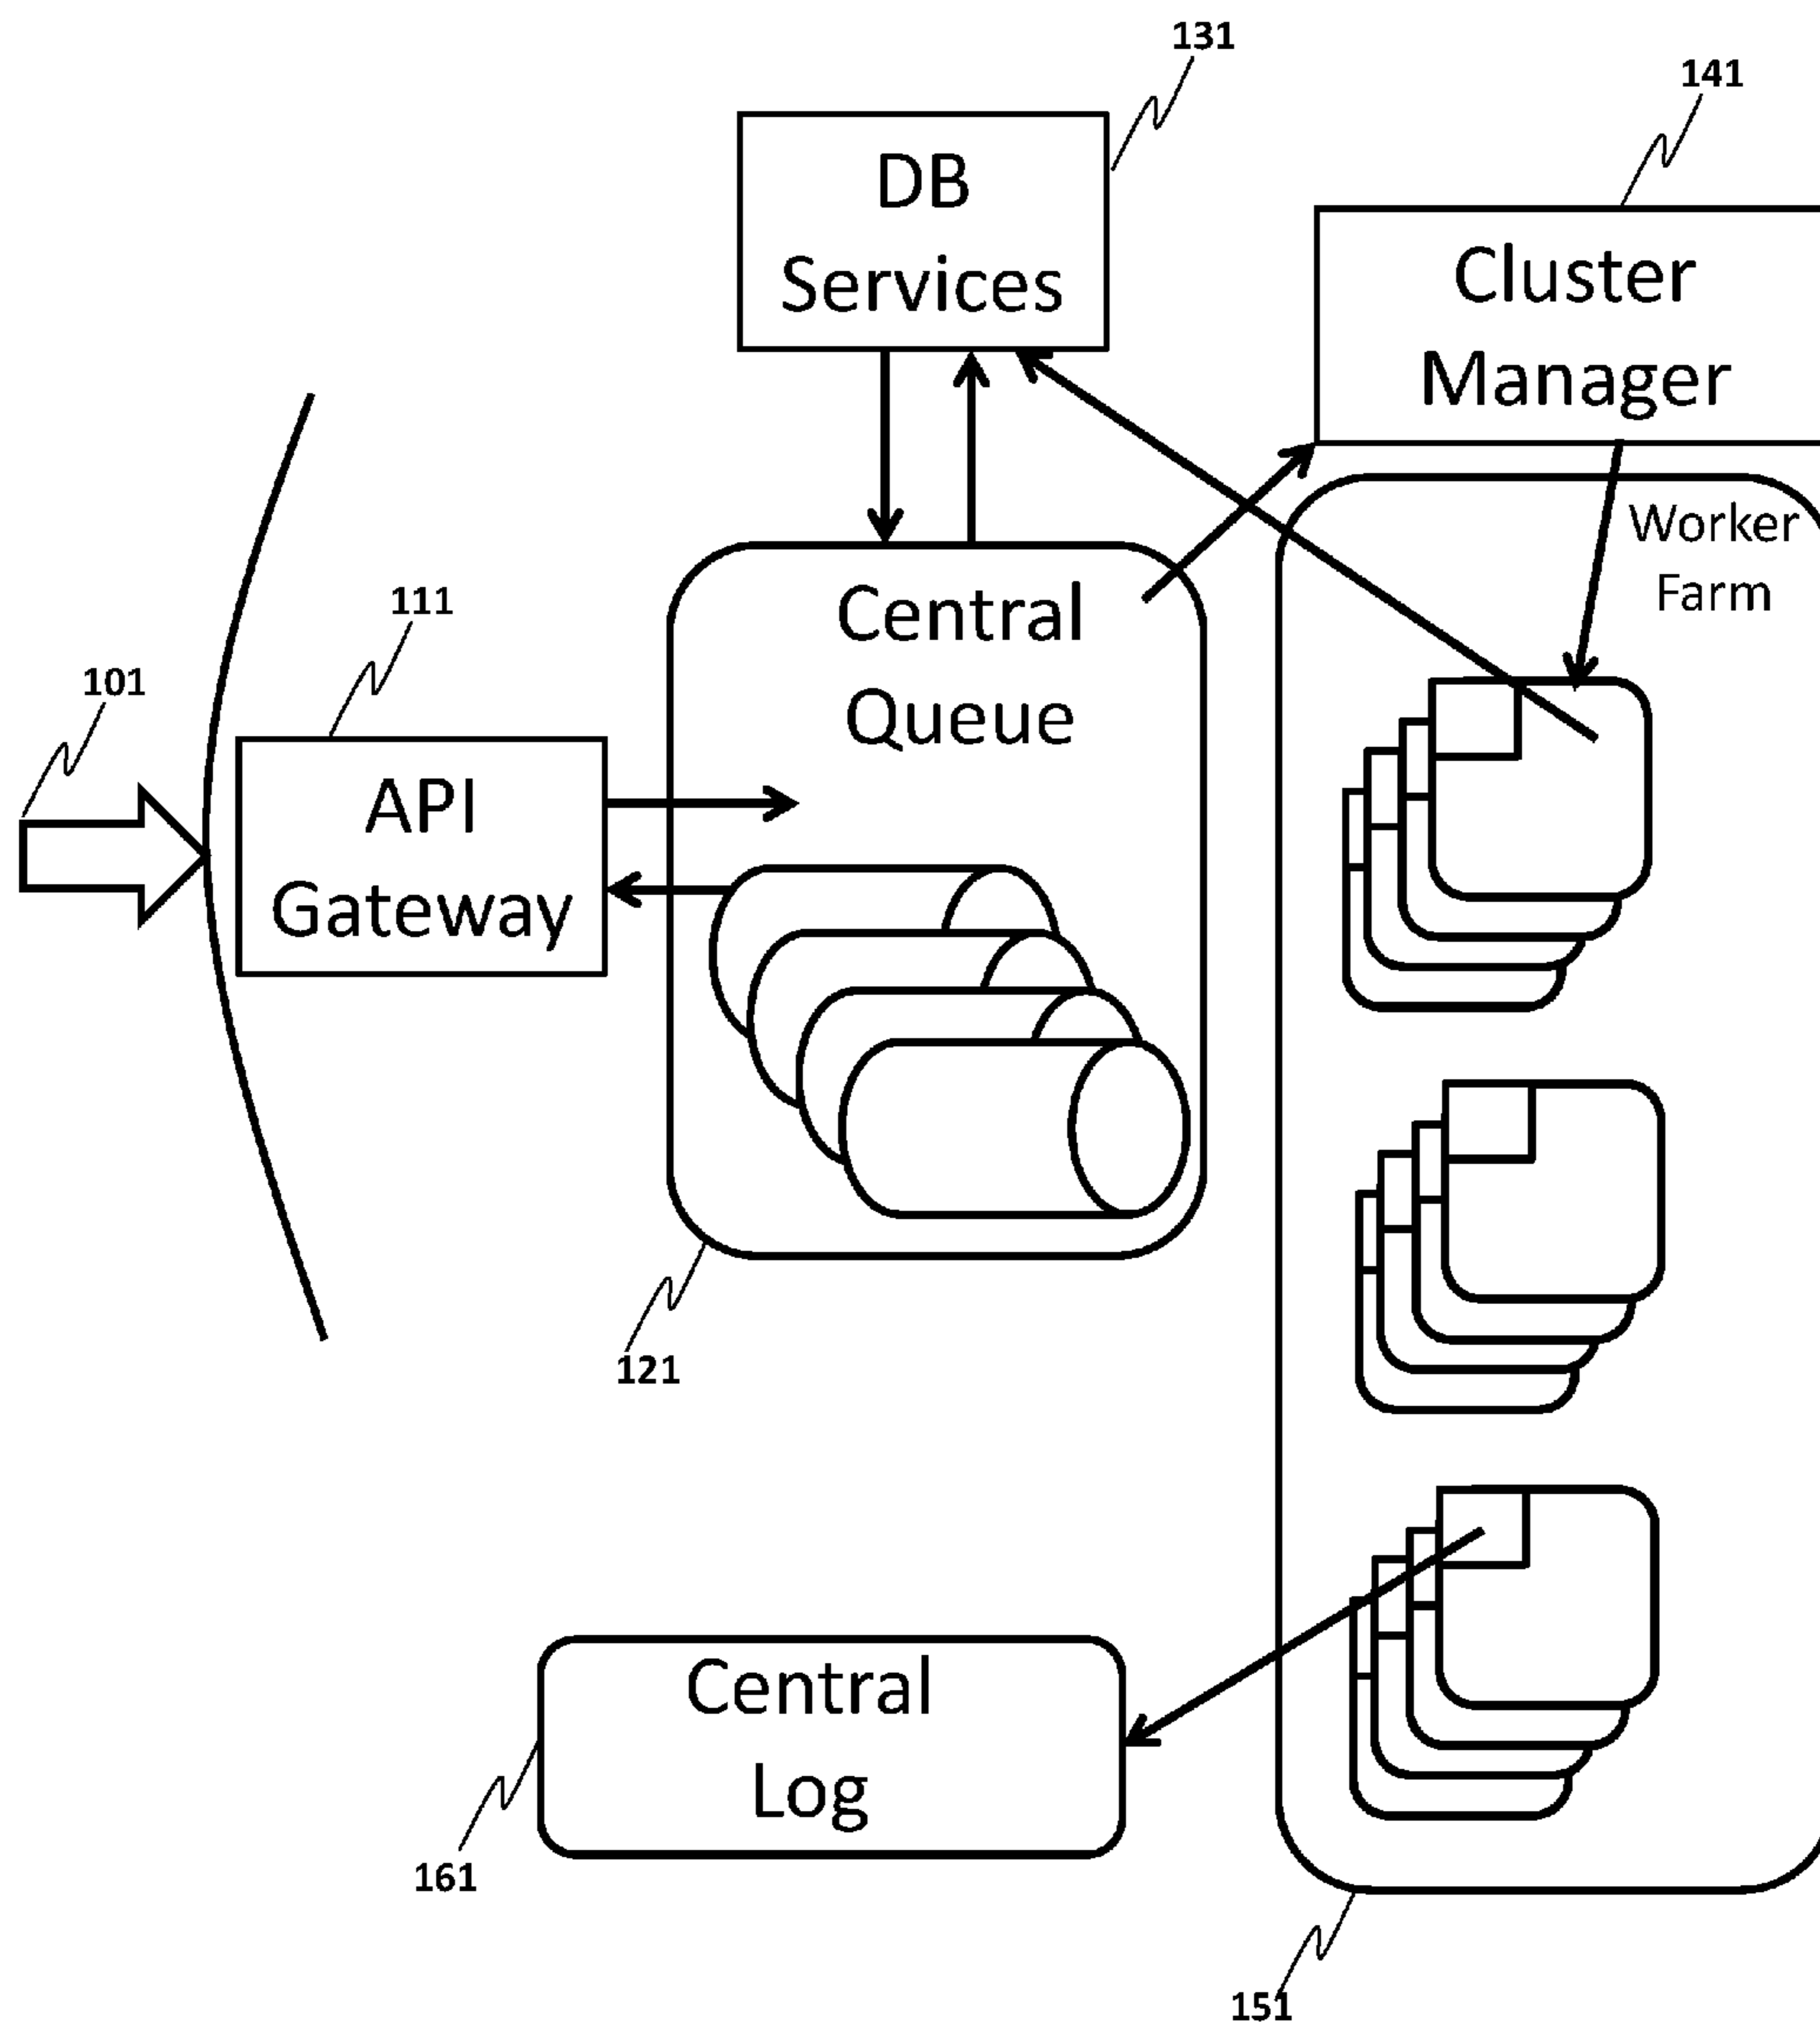 131
141
DB
Services
Cluster
Manager
Worker
Farm
111
Central
Queue
101
API
Gateway
121
Central
Log
161
151